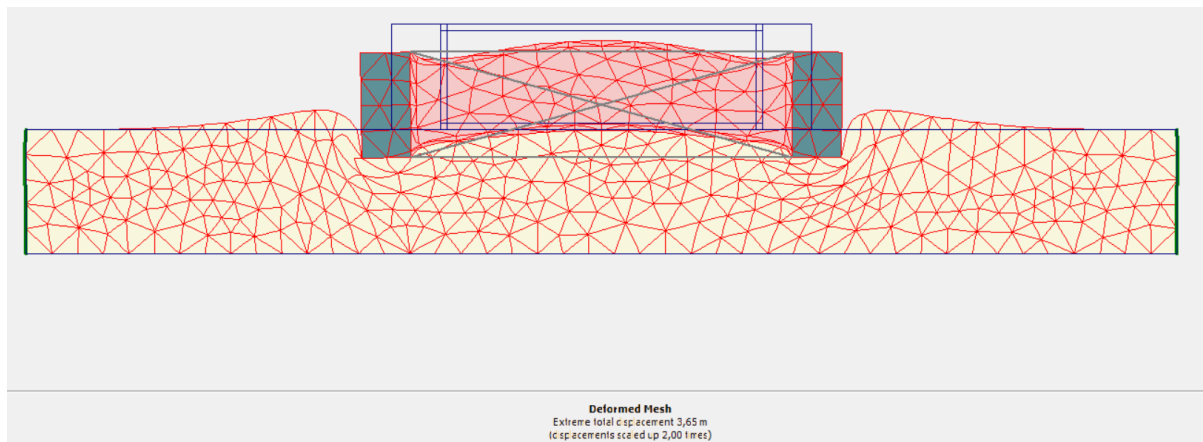 Deformed Mesh
Extreme total displacement 3,65 m
(displacements scaled up 2,00 times)